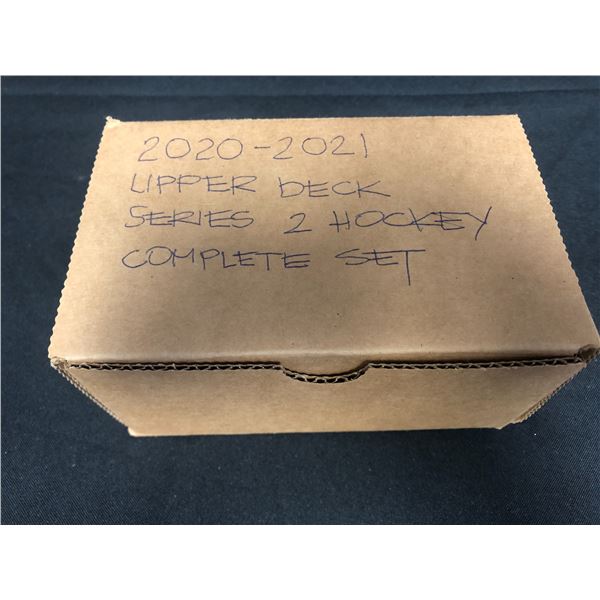 2020-2021
UPPER DECK
SERIES 2 HOCKEY
COMPLETE SET